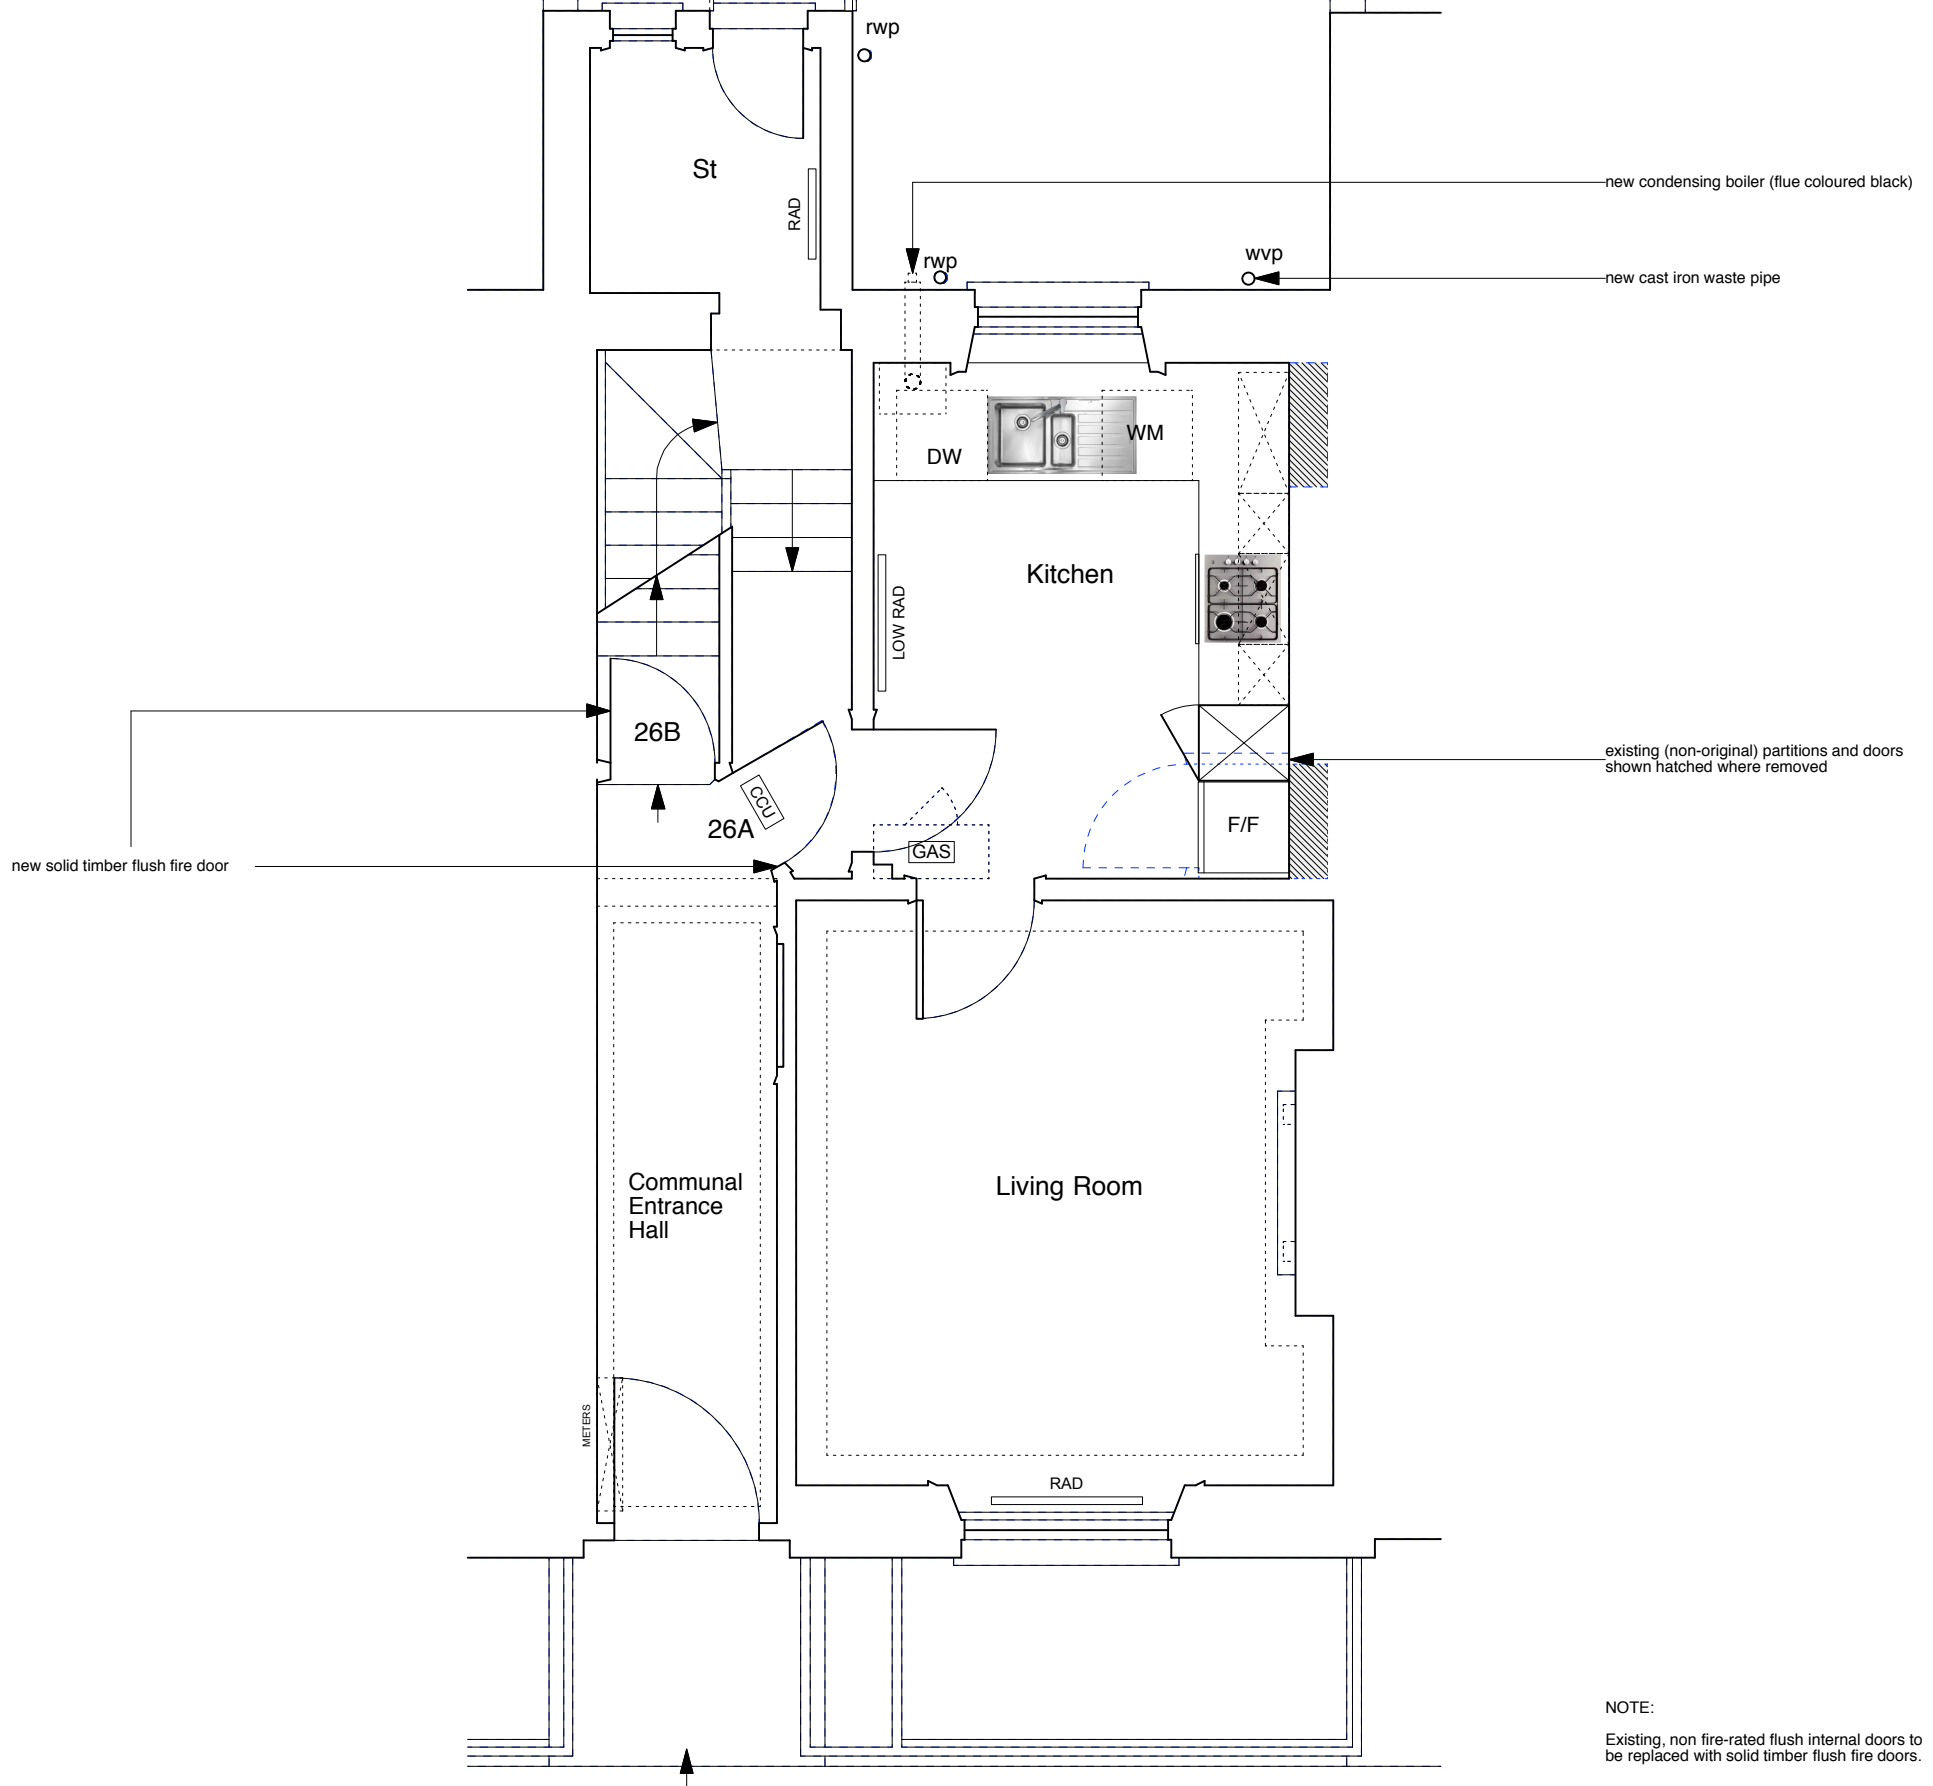 rwp
St
RAD
new condensing boiler (flue coloured black)
rwp
wvp
new cast iron waste pipe
DW
WM
Kitchen
LOW RAD
26B
existing (non-original) partitions and doors
shown hatched where removed
CCU
26A
F/F
GAS
new solid timber flush fire door
Communal
Entrance
Hall
Living Room
METERS
RAD
NOTE:
Existing, non fire-rated flush internal doors to
be replaced with solid timber flush fire doors.